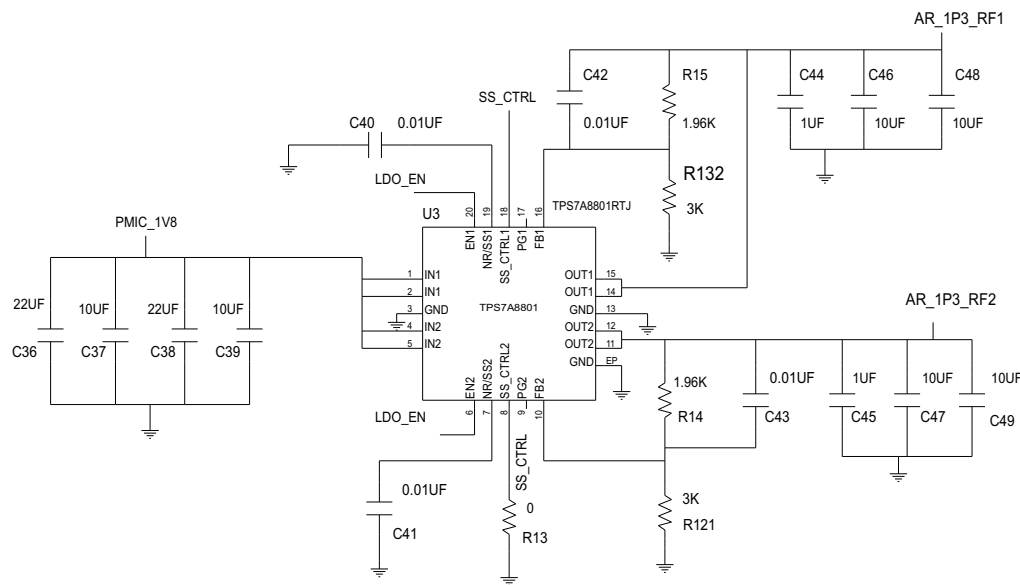 AR_1P3_RF1
C42
R15
C44
C46
C48
SS_CTRL
C40
0.01UF
0.01UF
1.96K
1UF
10UF
10UF
LDO_EN
R132
3K
U3
TPS7A8801RTJ
20
19
18
17
16
EN1
NR/SS1
SS_CTRL1
PG1
FB1
PMIC_1V8
1
IN1
2
IN1
3
GND
4
IN2
5
IN2
TPS7A8801
OUT1
15
OUT1
14
GND
13
OUT2
12
OUT2
11
GND
EP
AR_1P3_RF2
22UF
10UF
22UF
10UF
C36
C37
C38
C39
EN2
NR/SS2
SS_CTRL2
PG2
FB2
6
7
8
9
10
LDO_EN
1.96K
0.01UF
1UF
10UF
10UF
R14
C43
C45
C47
C49
SS_CTRL
0.01UF
C41
0
R13
3K
R121